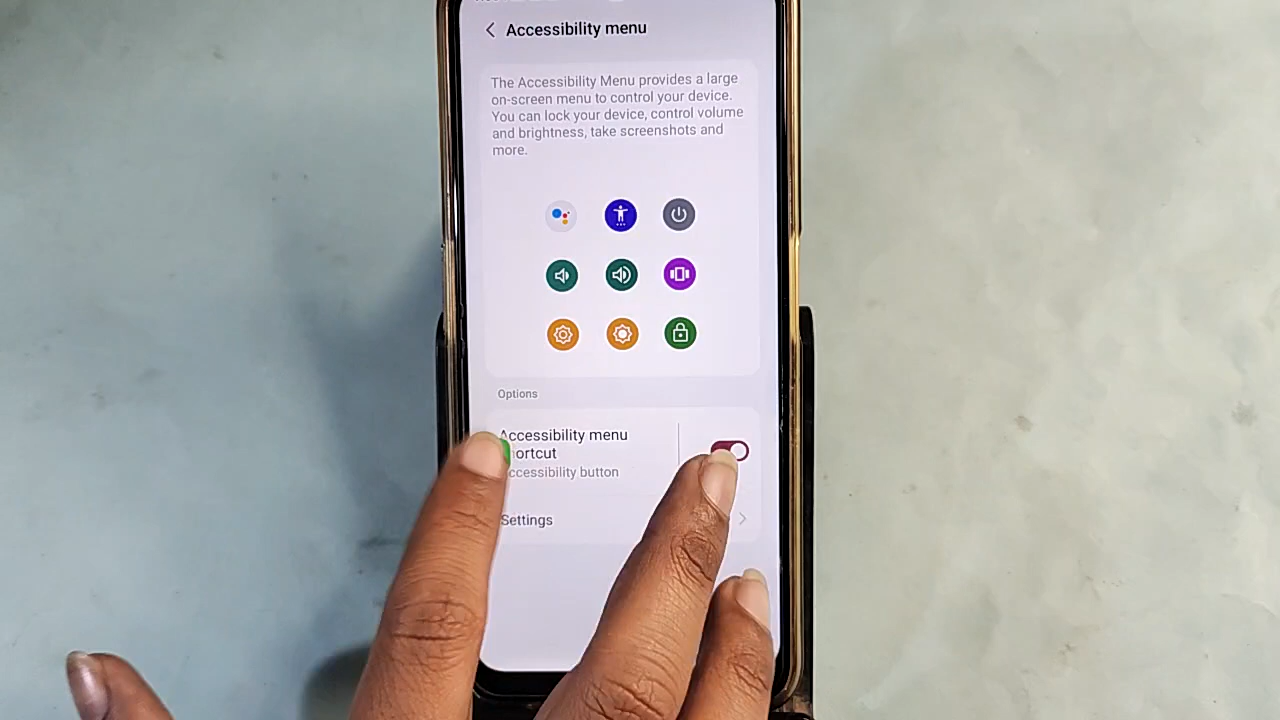 Accessibility menu
The Accessibility Menu provides a large
on-screen menu to control your device.
You can lock your device, control volume
and brightness, take screenshots and
more.
Options
Accessibility menu
ortcut
ccessibility button
Settings